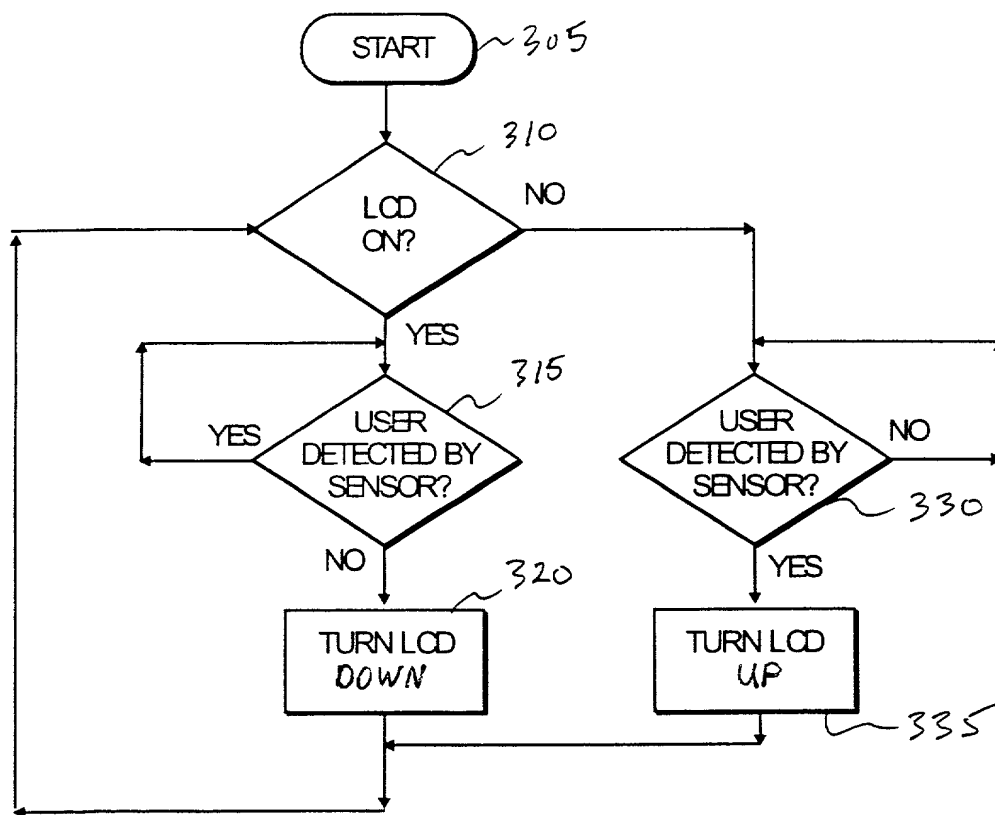 START
305
310
LCD
ON?
NO
YES
315
USER
DETECTED BY
SENSOR?
YES
NO
USER
DETECTED BY
SENSOR?
NO
330
YES
320
TURN LCD
DOWN
TURN LCD
UP
335